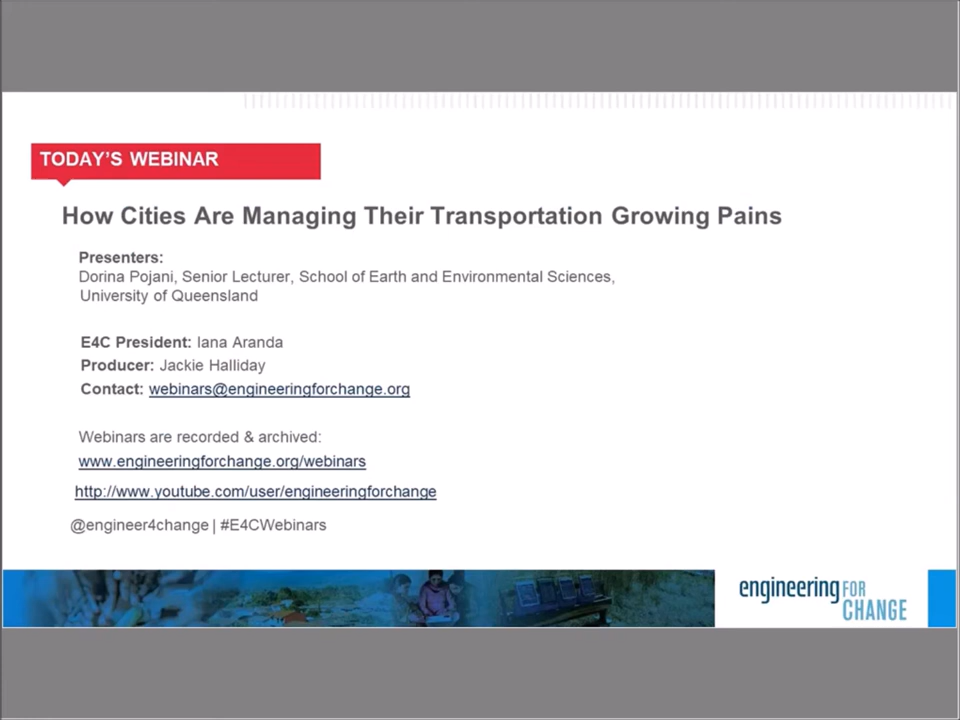 TODAY'S WEBINAR
How Cities Are Managing Their Transportation Growing Pains
Presenters:
Dorina Pojani, Senior Lecturer, School of Earth and Environmental Sciences,
University of Queensland
E4C President: Iana Aranda
Producer: Jackie Halliday
Contact: webinars@engineeringforchange.org
Webinars are recorded & archived:
www.engineeringforchange.org/webinars
http://www.youtube.com/user/engineeringforchange
@engineer4change | #E4CWebinars
engineering FOR
CHANGE